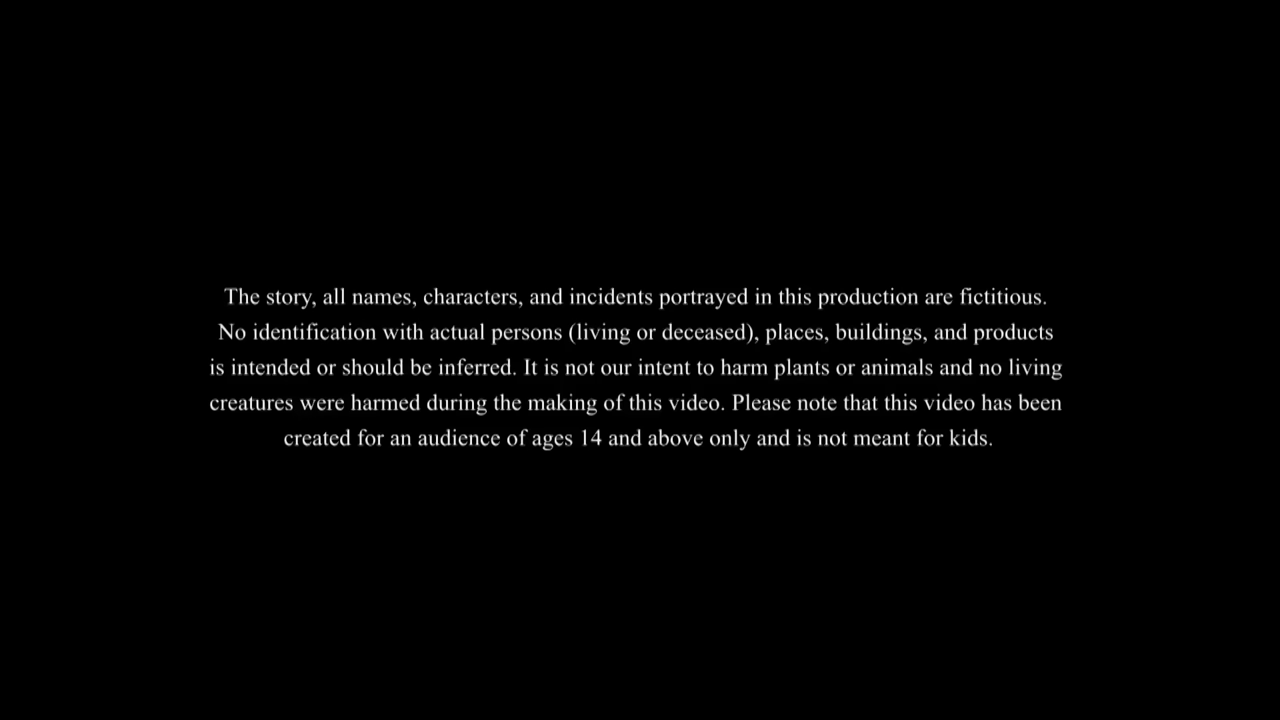 The story, all names, characters, and incidents portrayed in this production are fictitious.
No identification with actual persons (living or deceased), places, buildings, and products
is intended or should be inferred. It is not our intent to harm plants or animals and no living
creatures were harmed during the making of this video. Please note that this video has been
created for an audience of ages 14 and above only and is not meant for kids.